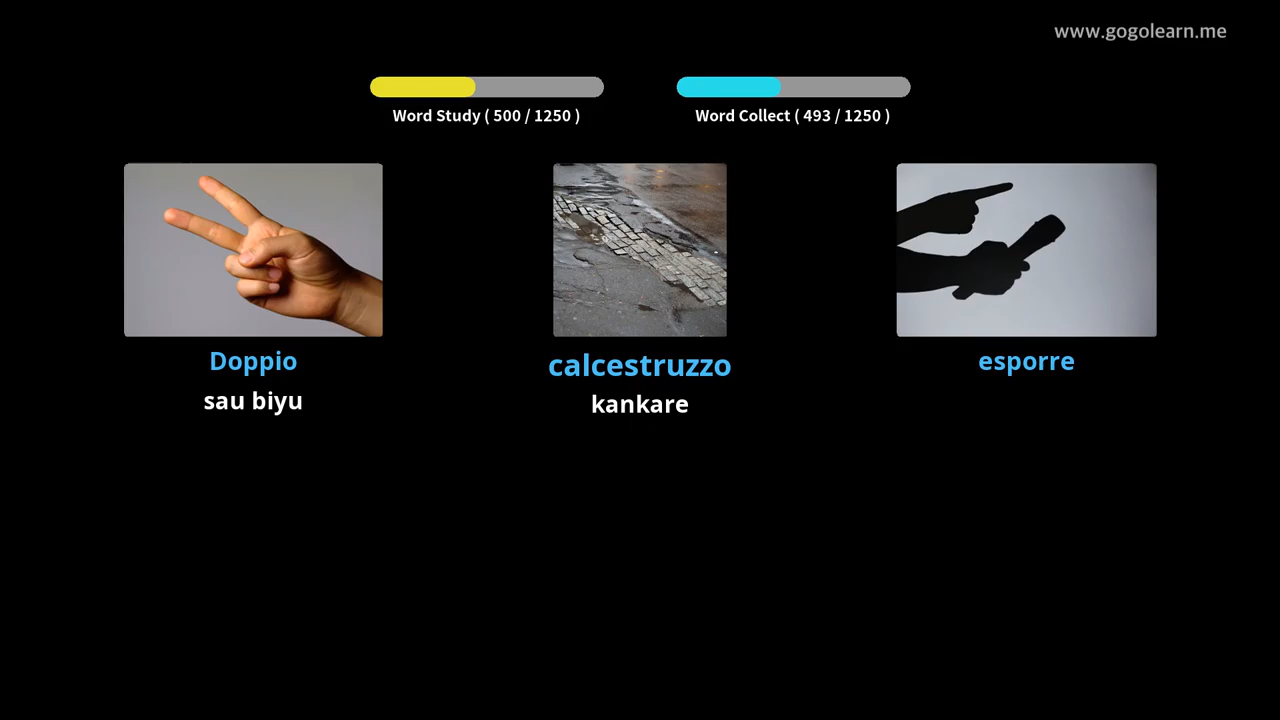 www.gogolearn.me
Word Study ( 500 / 1250 )
Word Collect ( 493 / 1250 )
Doppio
sau biyu
calcestruzzo
kankare
esporre